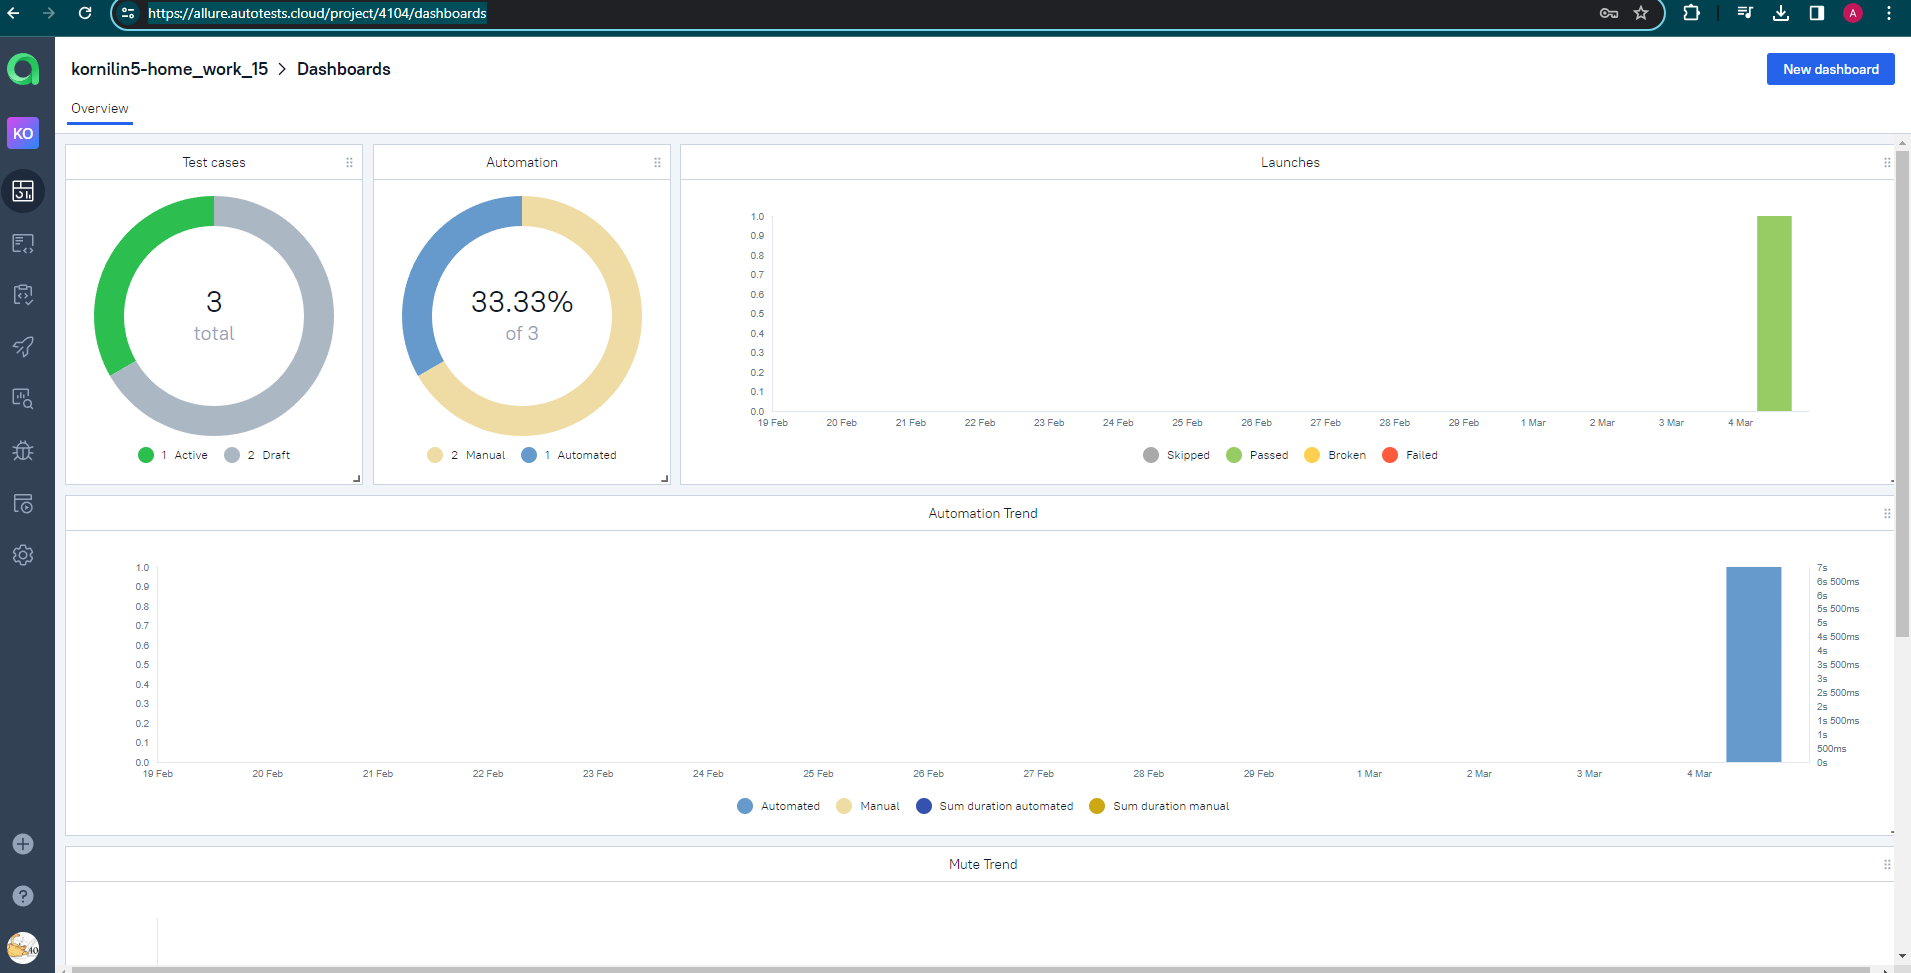 https://allure.autotests.cloud/project/4104/dashboards
A
kornilin5-home_work_15 > Dashboards
New dashboard
Overview
KO
Test cases
3
total
1 Active
2 Draft
Automation
33.33%
of 3
2 Manual
1 Automated
Launches
1.0
0.9
0.8
0.7
0.6
0.5
0.4
0.3
0.2
0.1
0.0
19 Feb 20 Feb 21 Feb 22 Feb 23 Feb 24 Feb 25 Feb 26 Feb 27 Feb 28 Feb 29 Feb 1 Mar 2 Mar 3 Mar 4 Mar
Skipped Passed Broken Failed
Automation Trend
1.0
0.9
0.8
0.7
0.6
0.5
0.4
0.3
0.2
0.1
0.0
7s
6s 500ms
6s
5s 500ms
5s
4s 500ms
4s
3s 500ms
3s
2s 500ms
2s
1s 500ms
1s
500ms
0s
19 Feb 20 Feb 21 Feb 22 Feb 23 Feb 24 Feb 25 Feb 26 Feb 27 Feb 28 Feb 29 Feb 1 Mar 2 Mar 3 Mar 4 Mar
Automated Manual Sum duration automated Sum duration manual
Mute Trend